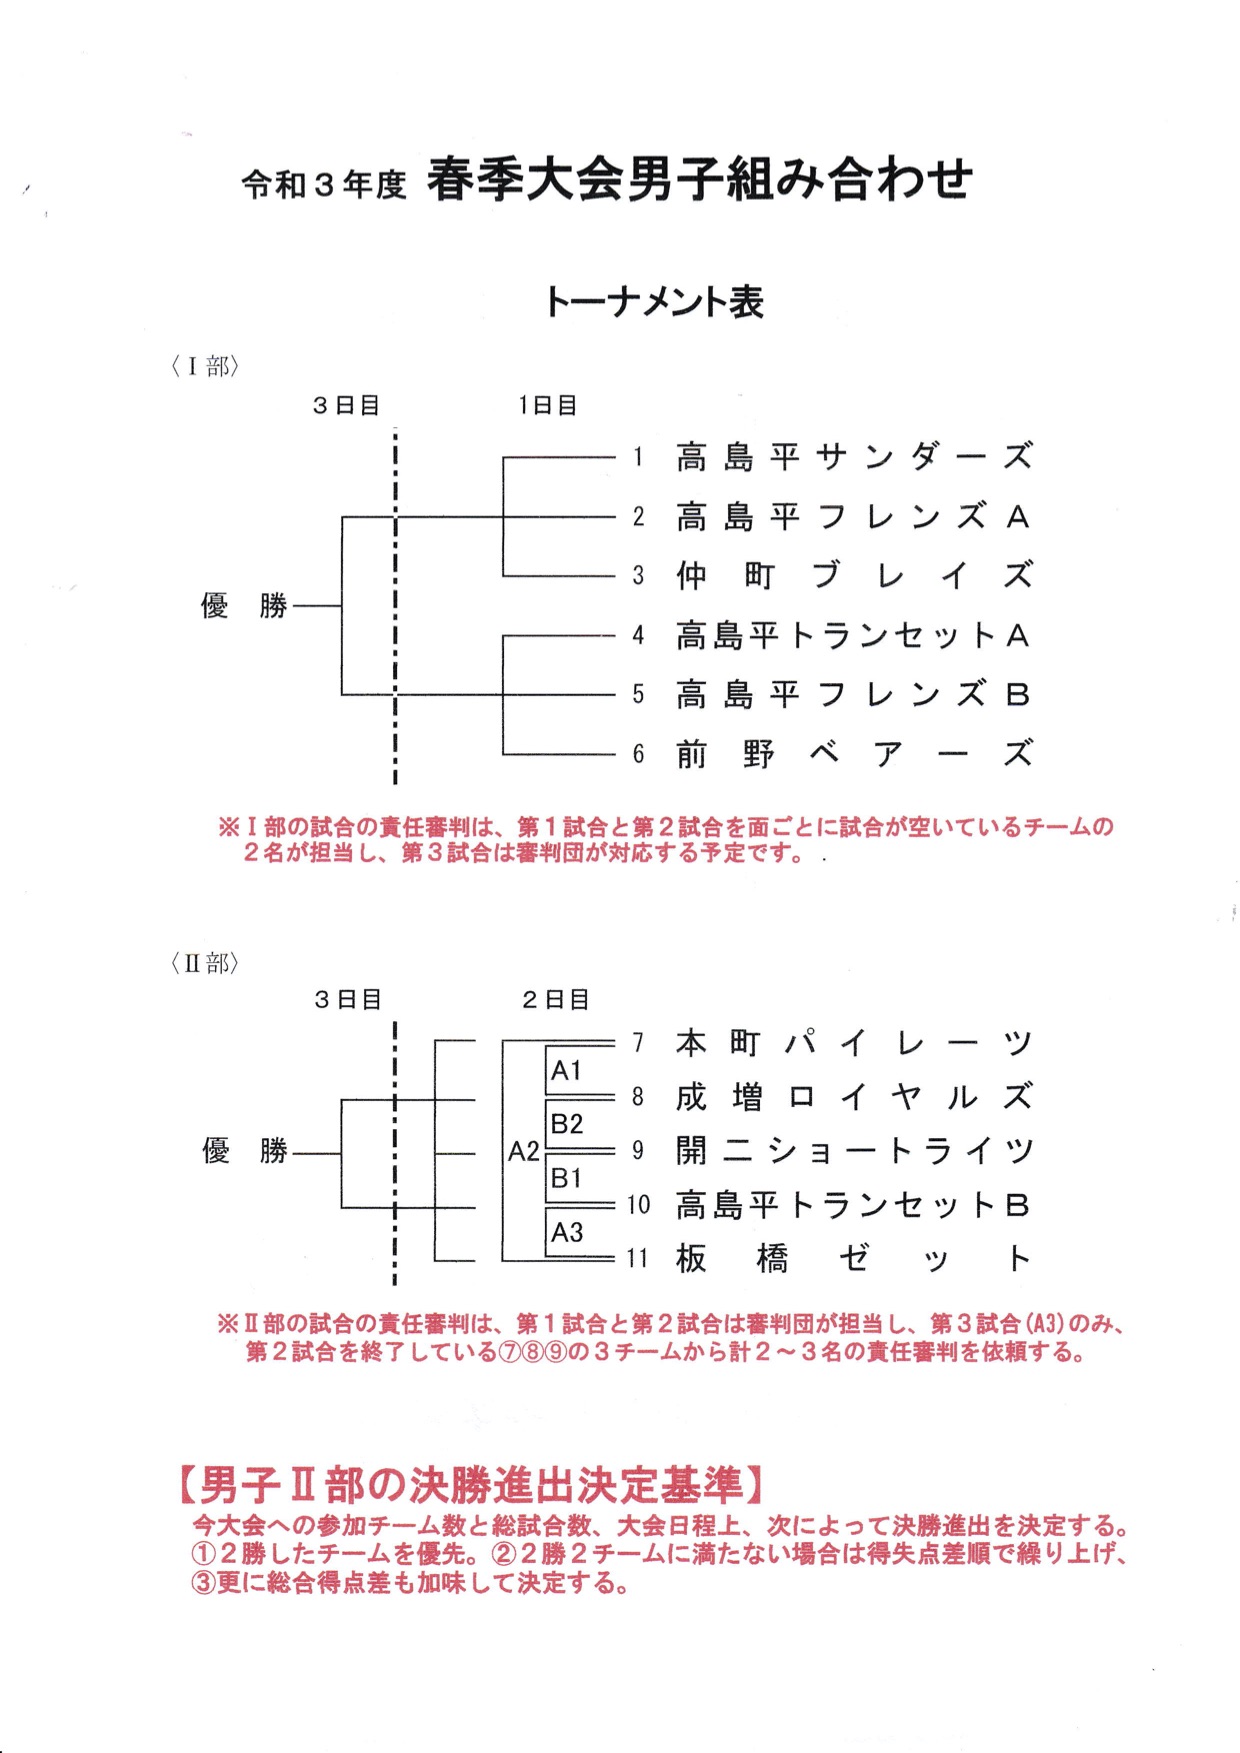 令和３年度 春季大会男子組み合わせ
トーナメント表
〈Ⅰ部〉
３日目 1日目
1 高島平サンダーズ
2 高島平フレンズA
3 仲町ブレイズ
優勝
4 高島平トランセットA
5 高島平フレンズB
6 前野ベアーズ
※Ⅰ部の試合の責任審判は、第１試合と第２試合を面ごとに試合が空いているチームの
２名が担当し、第３試合は審判団が対応する予定です。
〈Ⅱ部〉
３日目 ２日目
7 本町パイレーツ
A1
8 成増ロイヤルズ
B2
優勝 A2 9 開二ショートライツ
B1
10 高島平トランセットB
A3
11 板橋ゼット
※Ⅱ部の試合の責任審判は、第１試合と第２試合は審判団が担当し、第３試合(A3)のみ、
第２試合を終了している⑦⑧⑨の３チームから計２～３名の責任審判を依頼する。
【男子Ⅱ部の決勝進出決定基準】
今大会への参加チーム数と総試合数、大会日程上、次によって決勝進出を決定する。
①２勝したチームを優先。②２勝２チームに満たない場合は得失点差順で繰り上げ、
③更に総合得点差も加味して決定する。